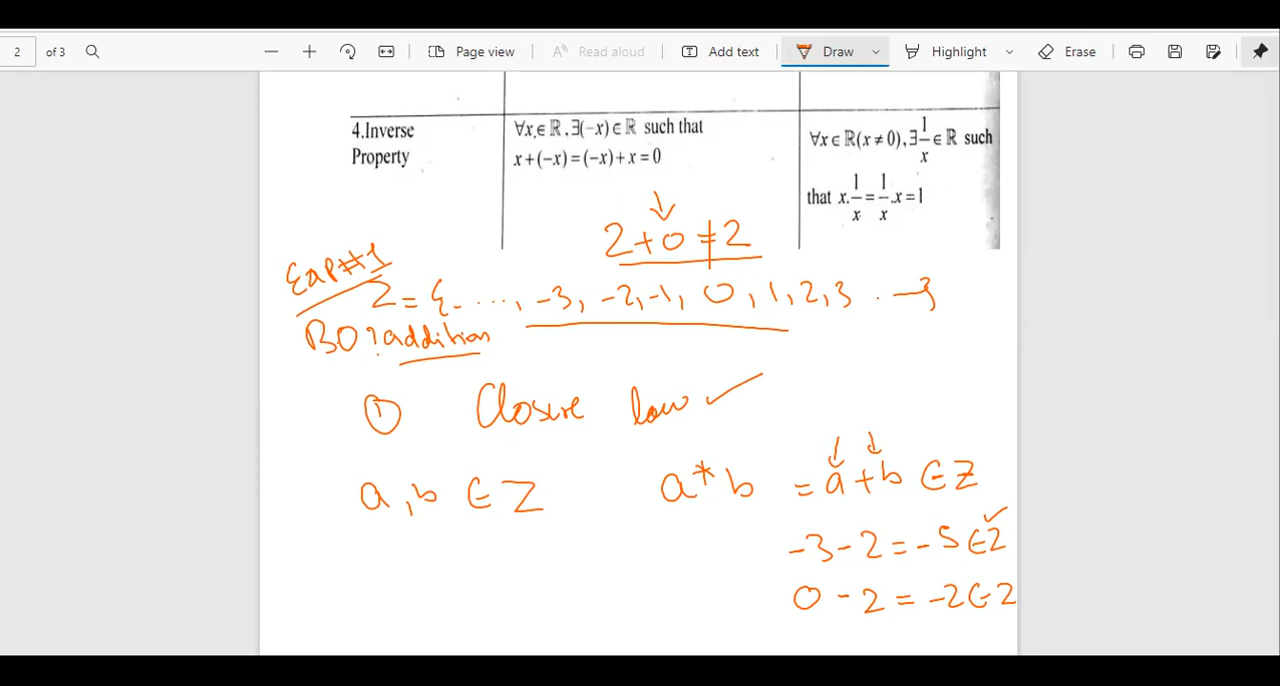 2 of 3 Page view Read aloud Add text Draw Highlight Erase
4.Inverse Property
∀x∈ℝ,∃(−x)∈ℝ such that
x+(−x)=(−x)+x=0
∀x∈ℝ(x≠0),∃1/x∈ℝ such
that x.1/x=1/x.x=1
2+0≠2
Exp#1
Z = {- ..., -3, -2, -1, 0, 1, 2, 3 . -}
BO: addition
① Closure law ✓
a, b ∈ Z a * b = a + b ∈ Z
-3 - 2 = -5 ∈ Z ✓
0 - 2 = -2 ∈ Z